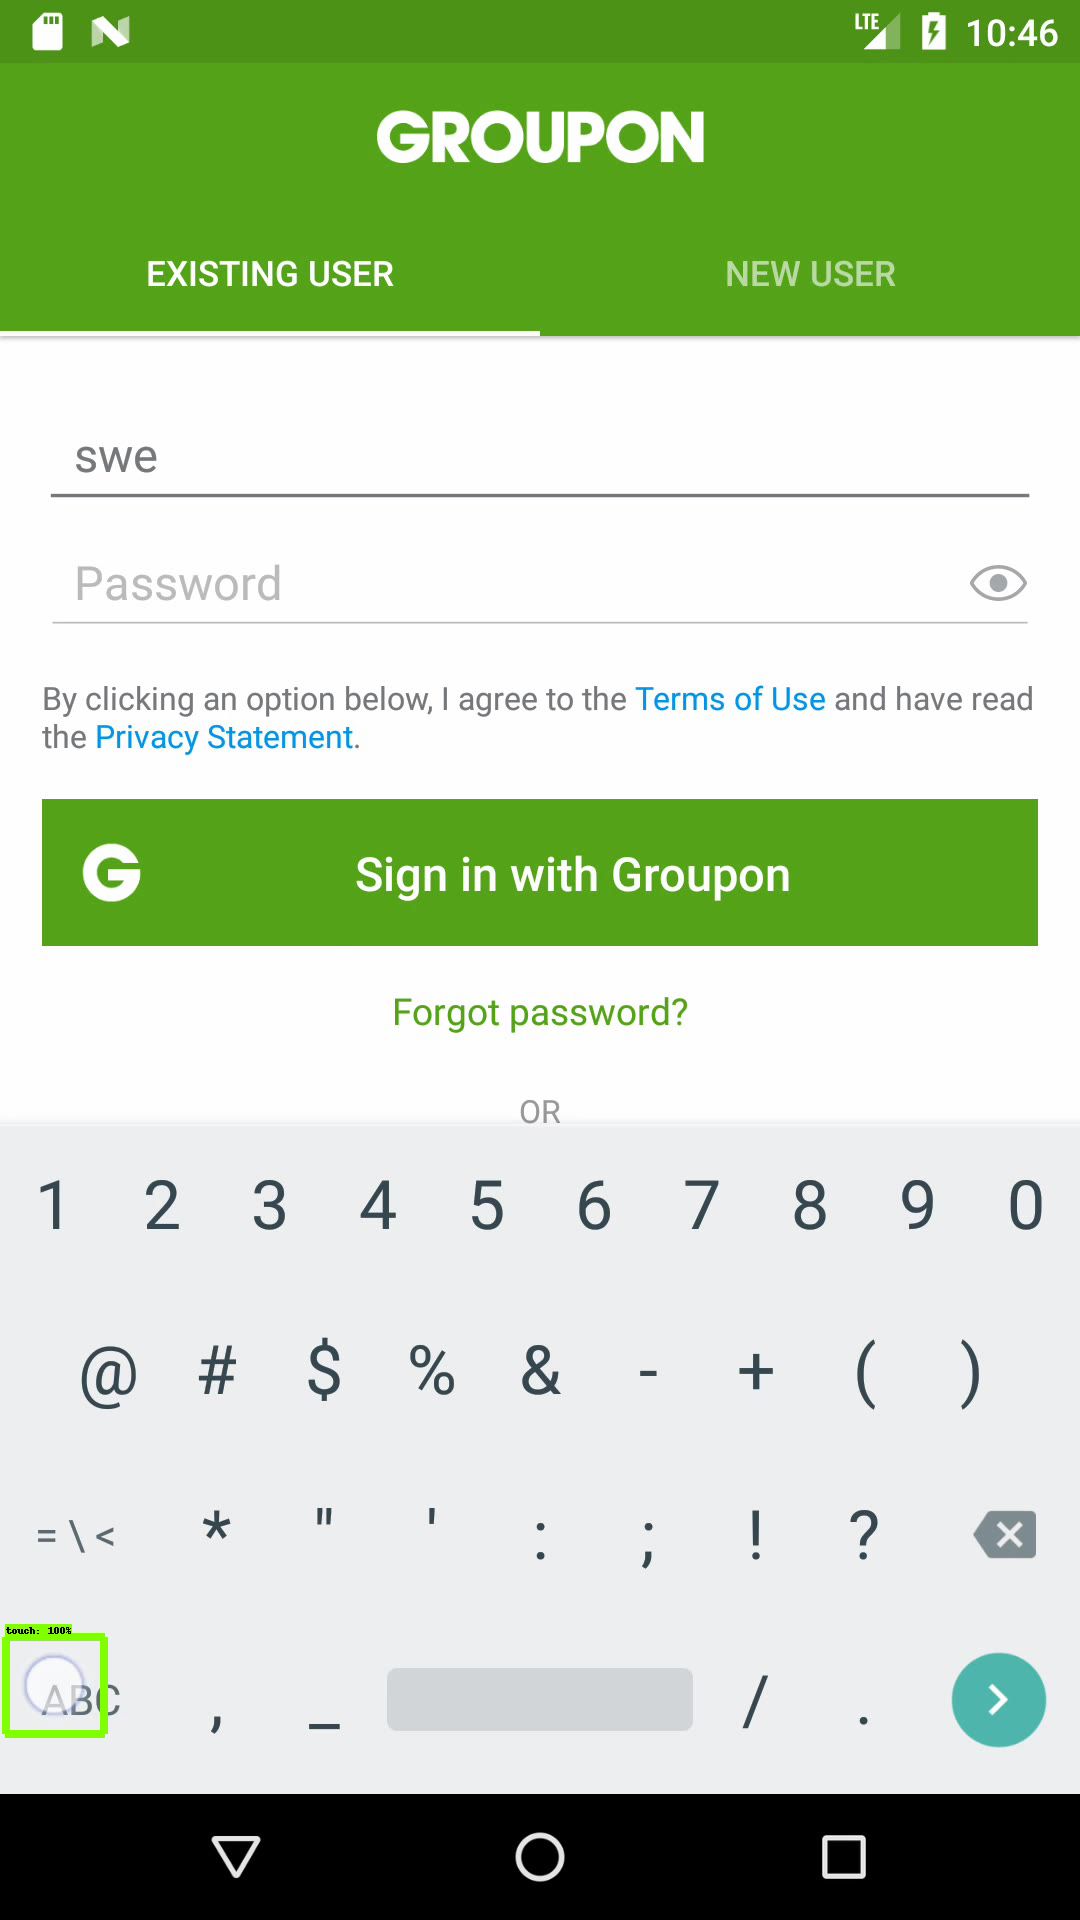 LTE 10:46
GROUPON
EXISTING USER NEW USER
swe
Password
By clicking an option below, I agree to the Terms of Use and have read
the Privacy Statement.
G Sign in with Groupon
Forgot password?
OR
1 2 3 4 5 6 7 8 9 0
@ # $ % & - + ( )
= \ < * " ' : ; ! ?
touch: 100%
ABC , _ / .